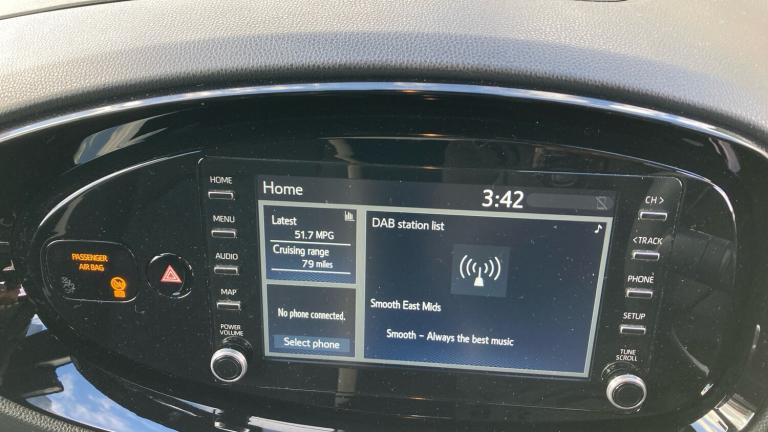 Home
3:42
HOME
MENU
AUDIO
MAP
POWER
VOLUME
PASSENGER
AIR BAG
Latest
51.7 MPG
Cruising range
79 miles
No phone connected.
Select phone
DAB station list
Smooth East Mids
Smooth – Always the best music
CH >
< TRACK
PHONE
SETUP
TUNE
SCROLL